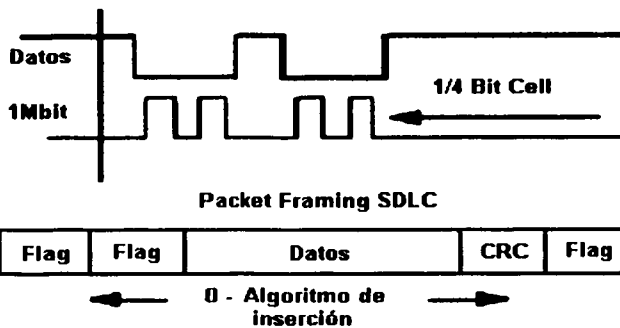 Datos
1/4 Bit Cell
1Mbit
Packet Framing SDLC
Flag Flag Datos CRC Flag
0 - Algoritmo de
inserción